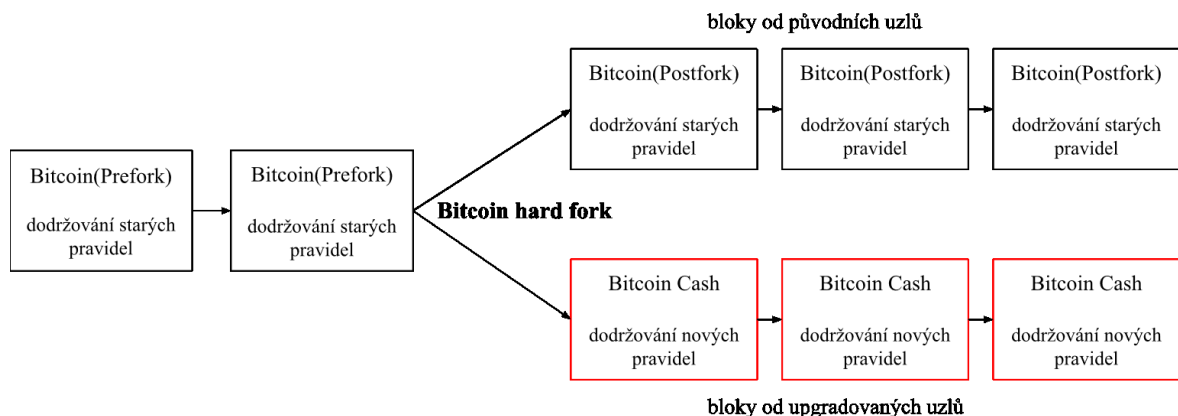 bloky od původních uzlů
Bitcoin(Postfork)
dodržování starých
pravidel
Bitcoin(Postfork)
dodržování starých
pravidel
Bitcoin(Postfork)
dodržování starých
pravidel
Bitcoin(Prefork)
dodržování starých
pravidel
Bitcoin(Prefork)
dodržování starých
pravidel
Bitcoin hard fork
Bitcoin Cash
dodržování nových
pravidel
Bitcoin Cash
dodržování nových
pravidel
Bitcoin Cash
dodržování nových
pravidel
bloky od upgradovaných uzlů